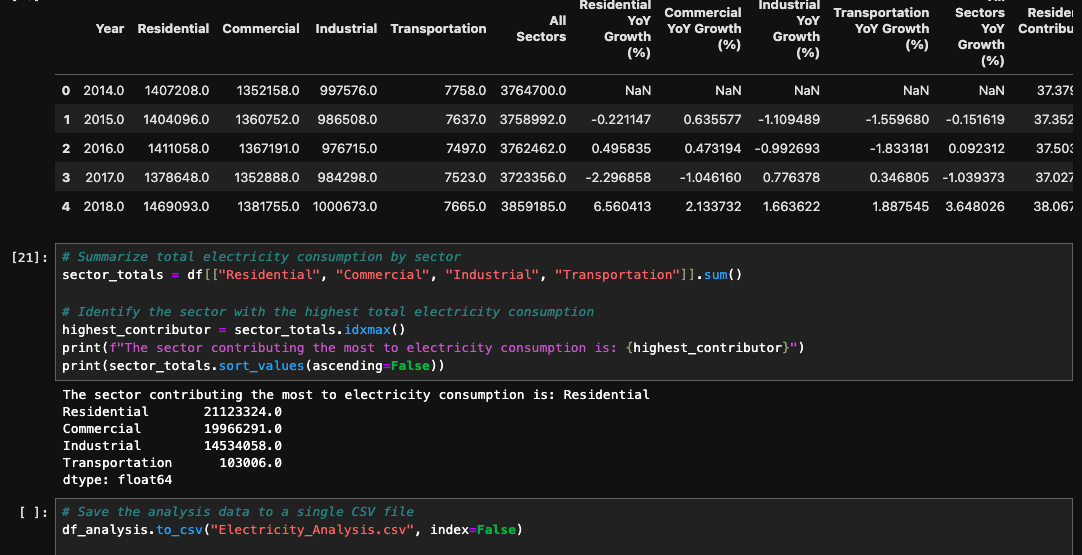 Year Residential Commercial Industrial Transportation All Sectors Residential YoY Growth (%) Commercial YoY Growth (%) Industrial YoY Growth (%) Transportation YoY Growth (%) Sectors YoY Growth (%) Reside Contribu
0 2014.0 1407208.0 1352158.0 997576.0 7758.0 3764700.0 NaN NaN NaN NaN NaN 37.379
1 2015.0 1404096.0 1360752.0 986508.0 7637.0 3758992.0 -0.221147 0.635577 -1.109489 -1.559680 -0.151619 37.352
2 2016.0 1411058.0 1367191.0 976715.0 7497.0 3762462.0 0.495835 0.473194 -0.992693 -1.833181 0.092312 37.503
3 2017.0 1378648.0 1352888.0 984298.0 7523.0 3723356.0 -2.296858 -1.046160 0.776378 0.346805 -1.039373 37.027
4 2018.0 1469093.0 1381755.0 1000673.0 7665.0 3859185.0 6.560413 2.133732 1.663622 1.887545 3.648026 38.067
[21]: # Summarize total electricity consumption by sector
sector_totals = df[["Residential", "Commercial", "Industrial", "Transportation"]].sum()
# Identify the sector with the highest total electricity consumption
highest_contributor = sector_totals.idxmax()
print(f"The sector contributing the most to electricity consumption is: {highest_contributor}")
print(sector_totals.sort_values(ascending=False))
The sector contributing the most to electricity consumption is: Residential
Residential 21123324.0
Commercial 19966291.0
Industrial 14534058.0
Transportation 103006.0
dtype: float64
[ ]: # Save the analysis data to a single CSV file
df_analysis.to_csv("Electricity_Analysis.csv", index=False)